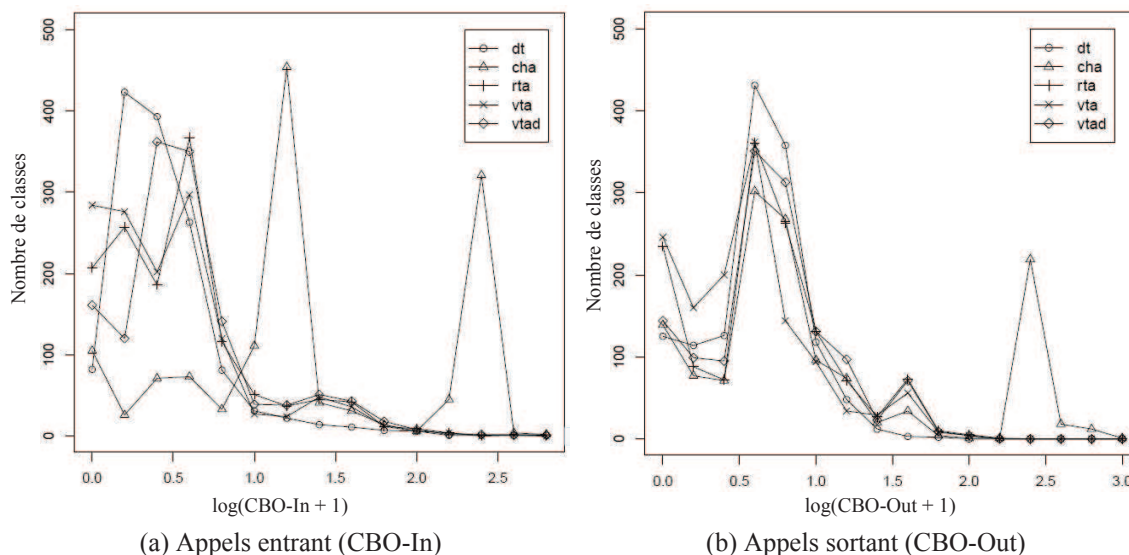 500
400
300
200
100
0
Nombre de classes
0.0 0.5 1.0 1.5 2.0 2.5
log(CBO-In + 1)
dt
cha
rta
vta
vtad
(a) Appels entrant (CBO-In)
500
400
300
200
100
0
Nombre de classes
0.0 0.5 1.0 1.5 2.0 2.5 3.0
log(CBO-Out + 1)
dt
cha
rta
vta
vtad
(b) Appels sortant (CBO-Out)